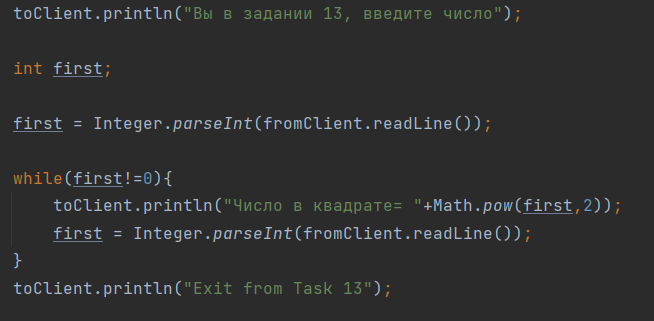 toClient.println("Вы в задании 13, введите число");
int first;
first = Integer.parseInt(fromClient.readLine());
while(first!=0){
toClient.println("Число в квадрате= "+Math.pow(first,2));
first = Integer.parseInt(fromClient.readLine());
}
toClient.println("Exit from Task 13");